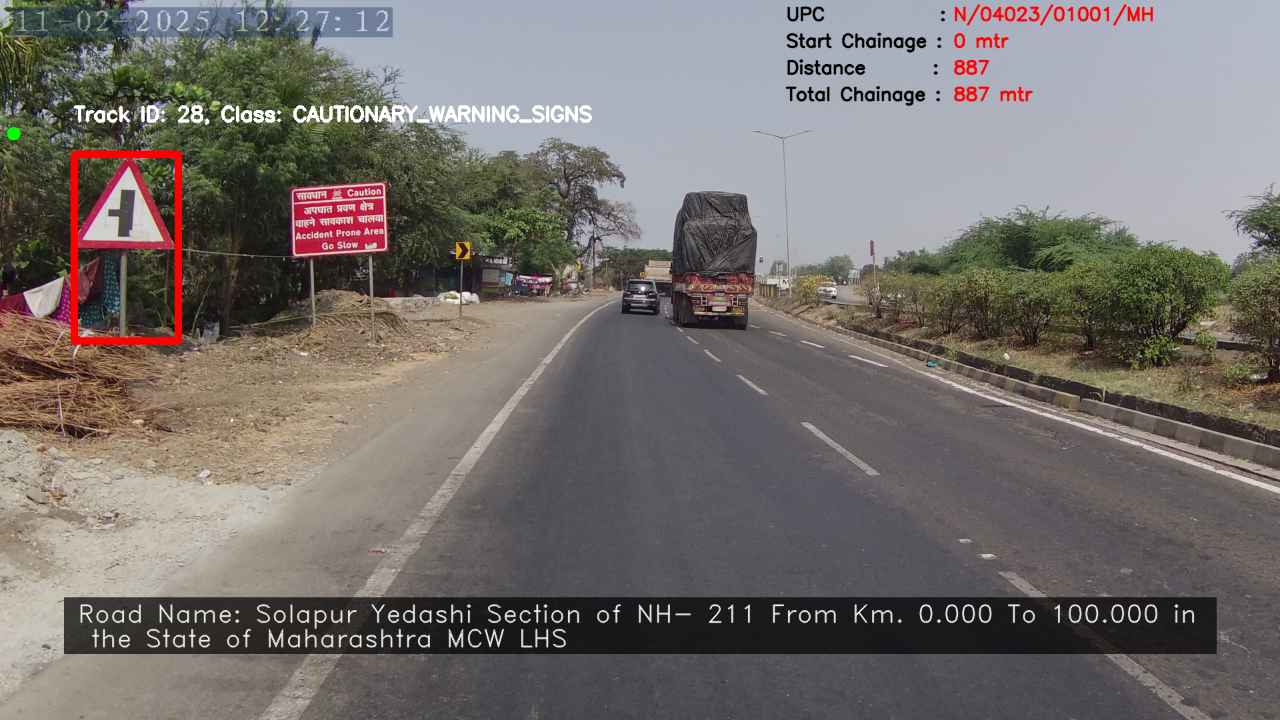 11-02-2025 12:27:12
UPC : N/04023/01001/MH
Start Chainage : 0 mtr
Distance : 887
Total Chainage : 887 mtr
Track ID: 28, Class: CAUTIONARY_WARNING_SIGNS
सावधान Caution
अपघात प्रवण क्षेत्र
वाहने सावकाश चालवा
Accident Prone Area
Go Slow
Road Name: Solapur Yedashi Section of NH- 211 From Km. 0.000 To 100.000 in
the State of Maharashtra MCW LHS